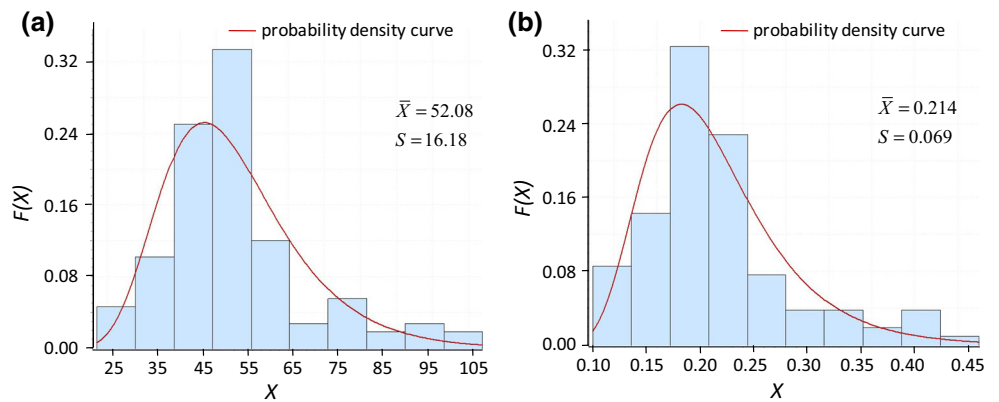 (a)
probability density curve
0.32
0.24
0.16
0.08
0.00
F(X)
X̄ = 52.08
S = 16.18
25 35 45 55 65 75 85 95 105
X
(b)
probability density curve
0.32
0.24
0.16
0.08
0.00
F(X)
X̄ = 0.214
S = 0.069
0.10 0.15 0.20 0.25 0.30 0.35 0.40 0.45
X